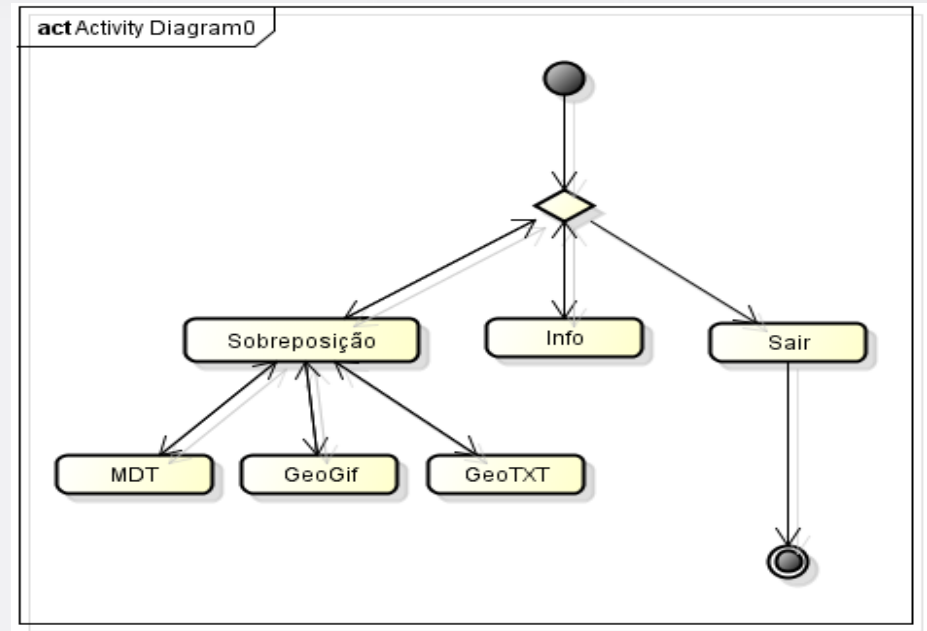 act Activity Diagram0
Sobreposição
Info
Sair
MDT
GeoGif
GeoTXT